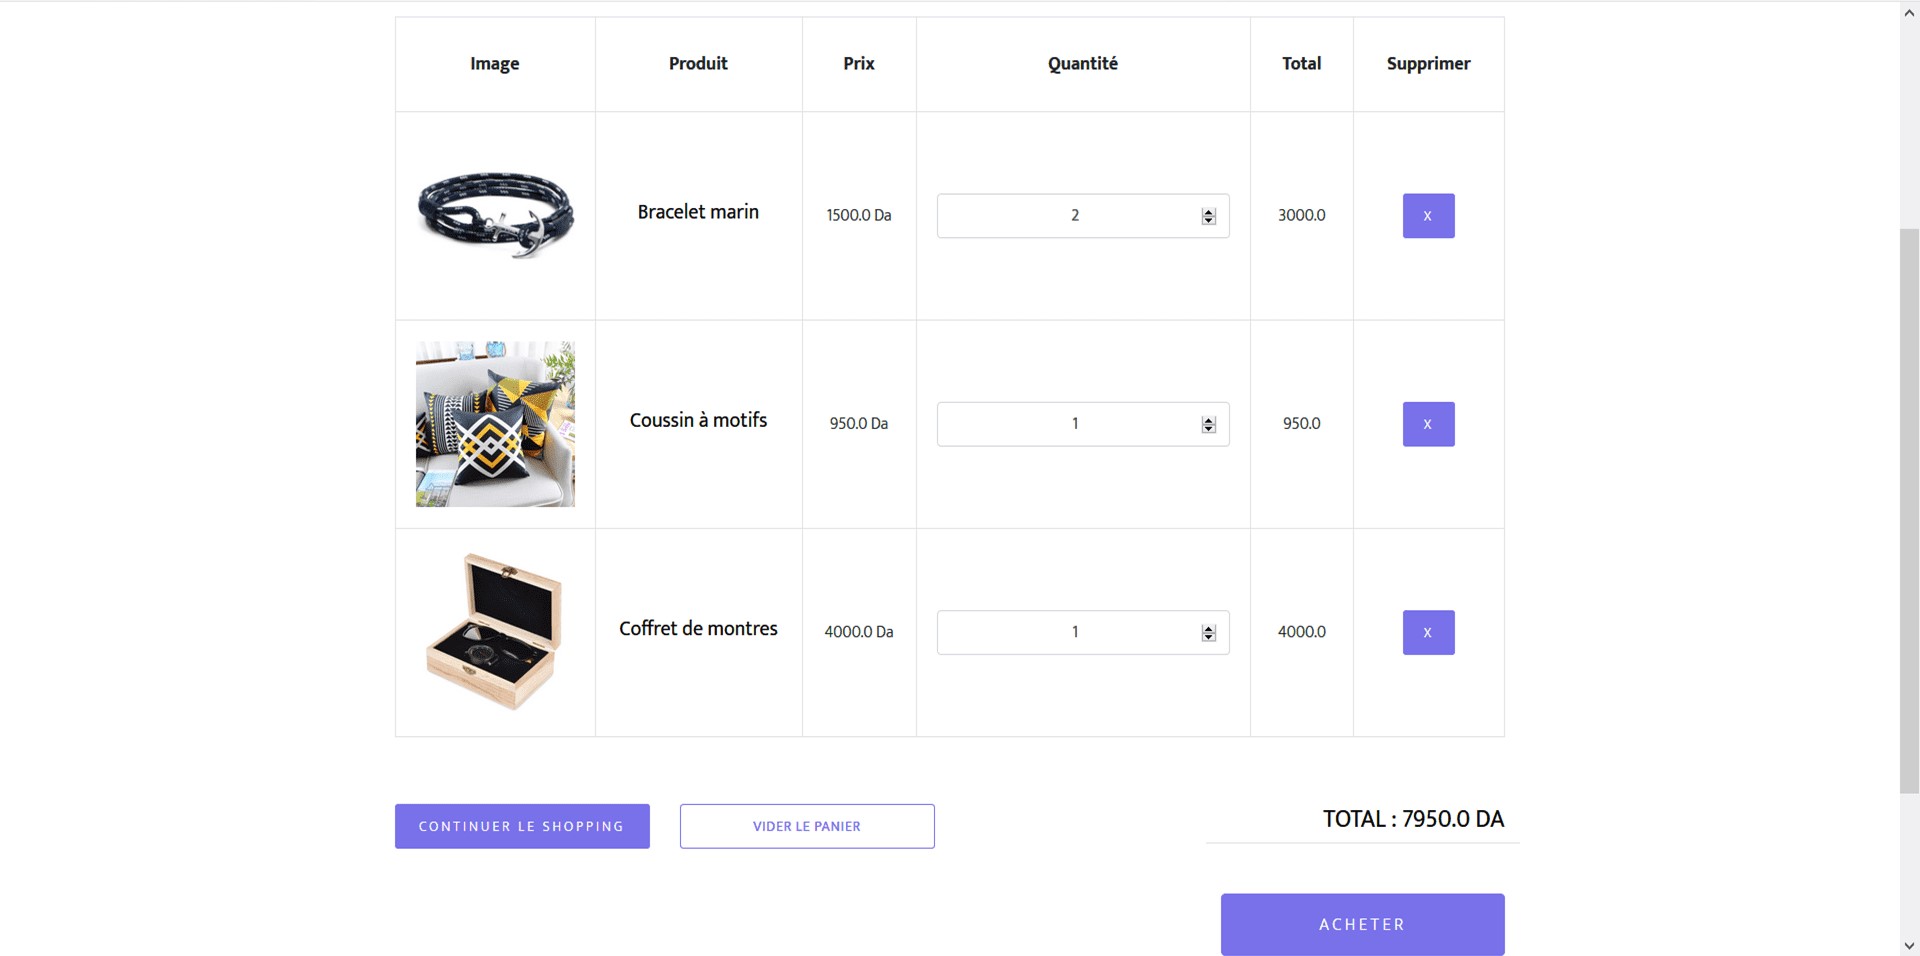 Image Produit Prix Quantité Total Supprimer
Bracelet marin 1500.0 Da 2 3000.0 X
Coussin à motifs 950.0 Da 1 950.0 X
Coffret de montres 4000.0 Da 1 4000.0 X
CONTINUER LE SHOPPING VIDER LE PANIER TOTAL : 7950.0 DA
ACHETER